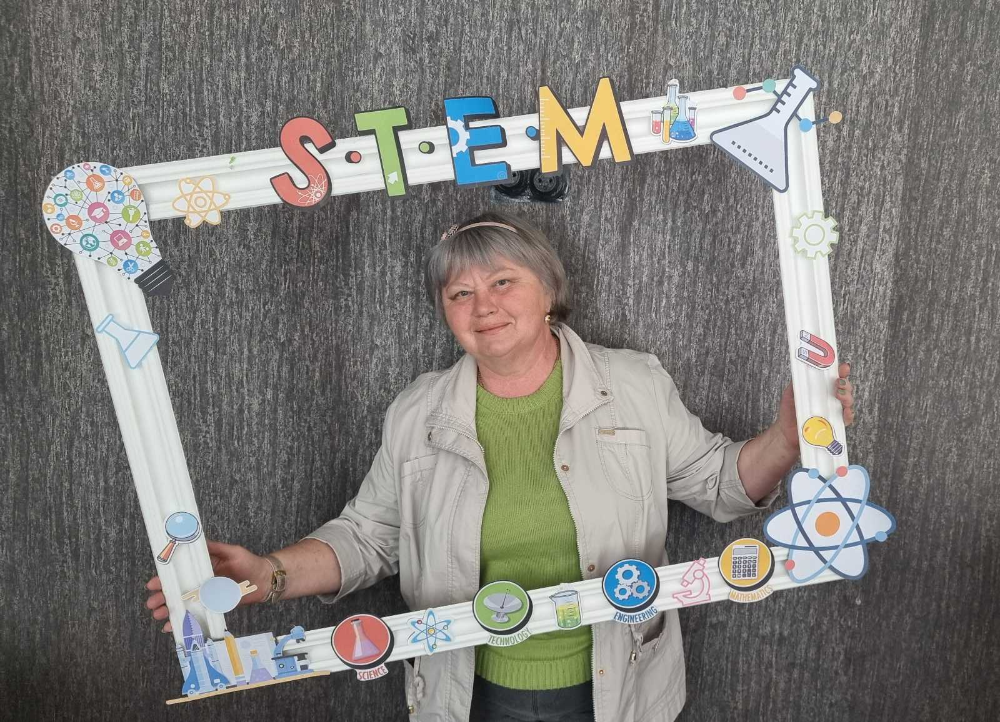 S·T·E·M
SCIENCE
TECHNOLOGY
ENGINEERING
MATHEMATICS
N
S